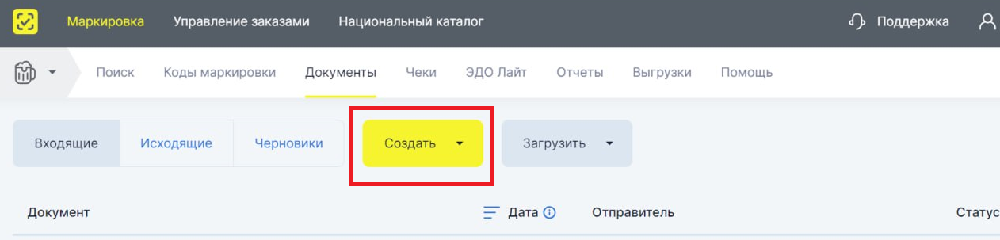 Маркировка Управление заказами Национальный каталог Поддержка
Поиск Коды маркировки Документы Чеки ЭДО Лайт Отчеты Выгрузки Помощь
Входящие Исходящие Черновики Создать Загрузить
Документ Дата Отправитель Статус